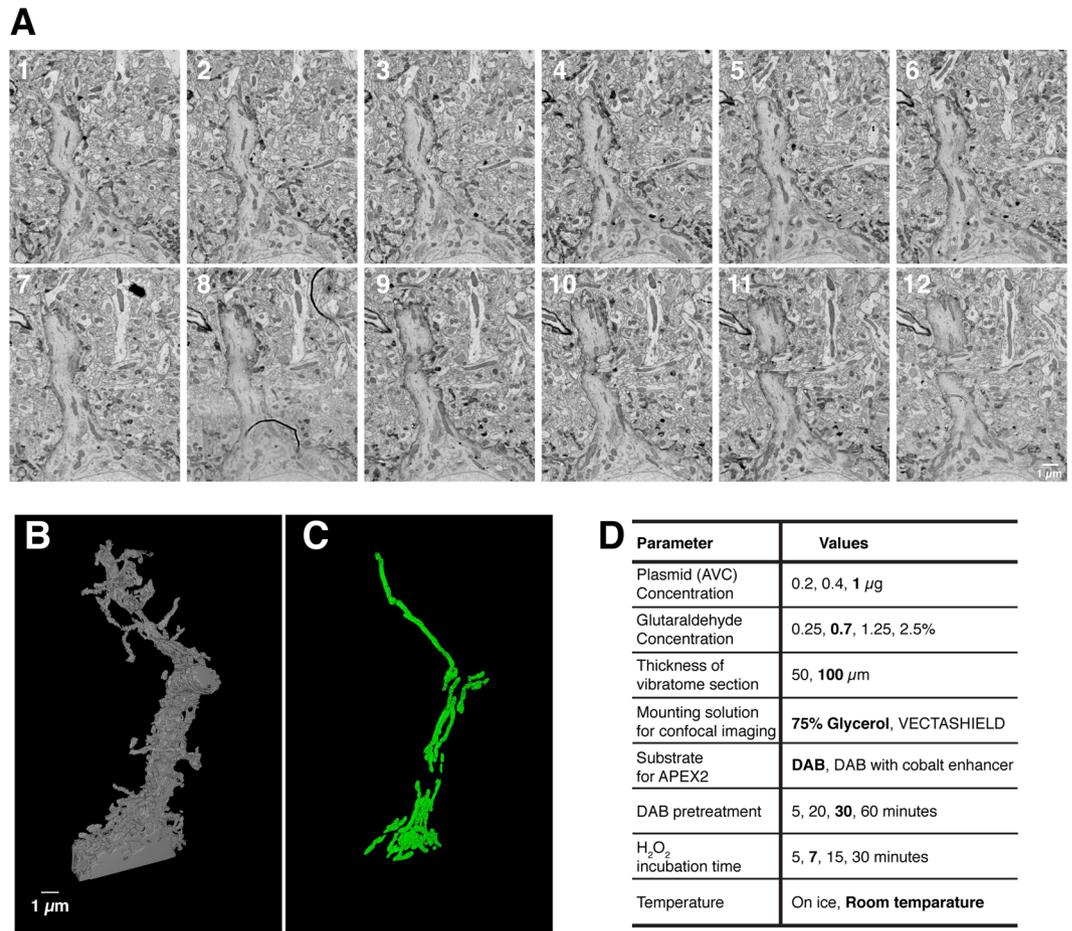 A
1 2 3 4 5 6
7 8 9 10 11 12
1 µm
B
C
1 µm
D
Parameter Values
Plasmid (AVC)
Concentration
0.2, 0.4, 1 µg
Glutaraldehyde
Concentration
0.25, 0.7, 1.25, 2.5%
Thickness of
vibratome section
50, 100 µm
Mounting solution
for confocal imaging
75% Glycerol, VECTASHIELD
Substrate
for APEX2
DAB, DAB with cobalt enhancer
DAB pretreatment
5, 20, 30, 60 minutes
H₂O₂
incubation time
5, 7, 15, 30 minutes
Temperature
On ice, Room temparature